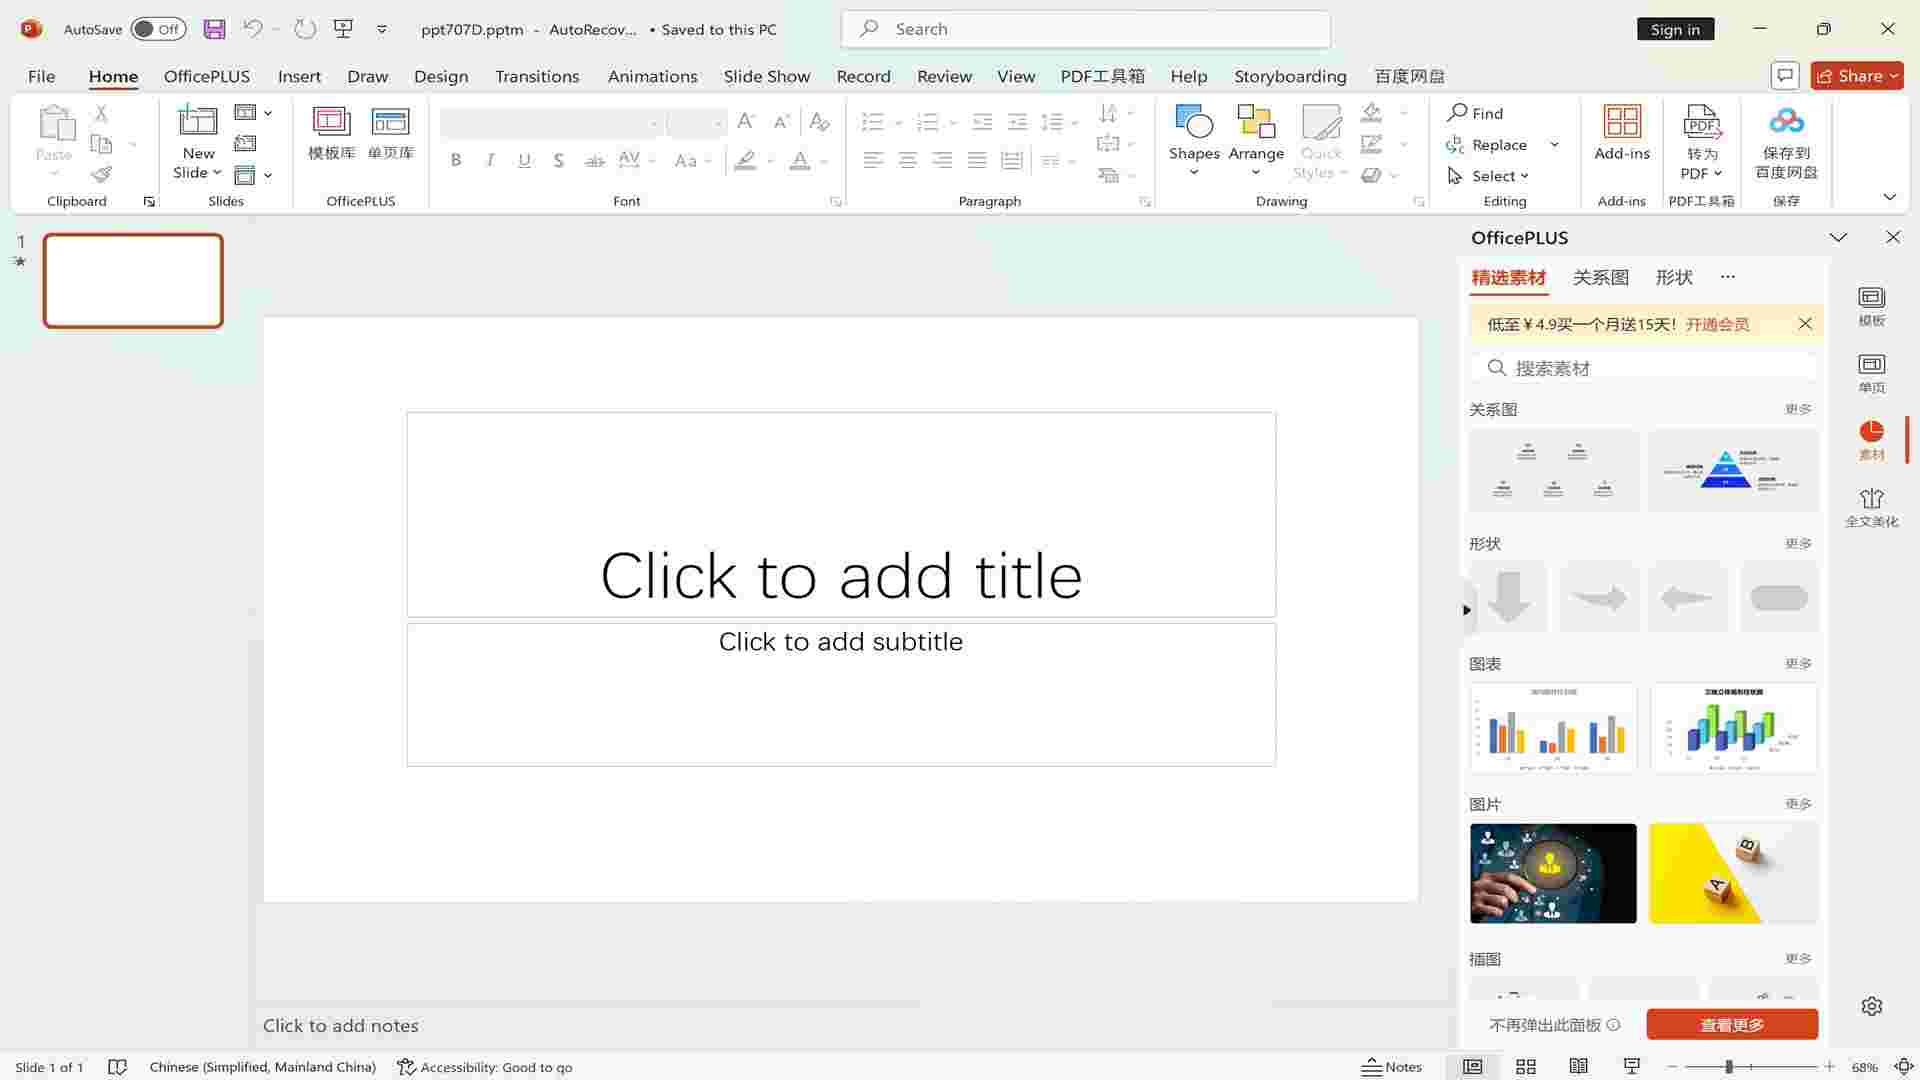 AutoSave Off ppt707D.pptm - AutoRecov... • Saved to this PC Search Sign in
File Home OfficePLUS Insert Draw Design Transitions Animations Slide Show Record Review View PDF工具箱 Help Storyboarding 百度网盘 Share
Paste
Clipboard
New
Slide
Slides
模板库 单页库
OfficePLUS
Font
Paragraph
Shapes Arrange Quick
Styles
Drawing
Find
Replace
Select
Editing
Add-ins
Add-ins
转为
PDF
PDF工具箱
保存到
百度网盘
保存
1
Click to add title
Click to add subtitle
Click to add notes
OfficePLUS
精选素材 关系图 形状 ...
低至￥4.9买一个月送15天！开通会员
搜索素材
关系图 更多
形状 更多
图表 更多
图片 更多
B
A
插图 更多
不再弹出此面板 查看更多
模板
单页
素材
全文美化
Slide 1 of 1 Chinese (Simplified, Mainland China) Accessibility: Good to go Notes 68%